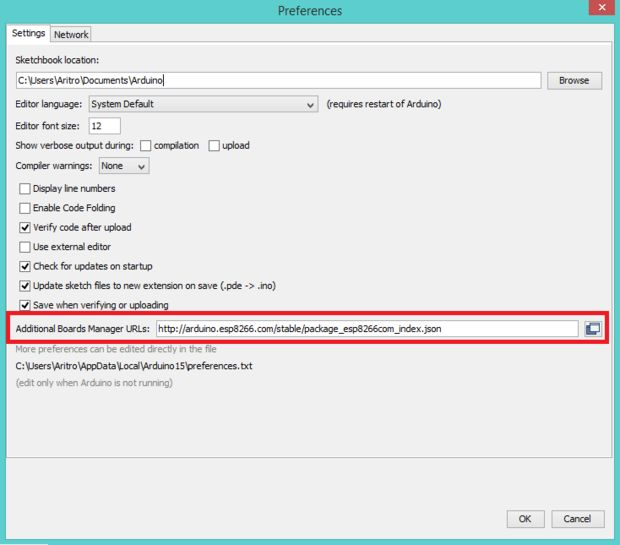 Preferences
Settings Network
Sketchbook location:
C:\Users\Aritro\Documents\Arduino Browse
Editor language: System Default (requires restart of Arduino)
Editor font size: 12
Show verbose output during: compilation upload
Compiler warnings: None
Display line numbers
Enable Code Folding
Verify code after upload
Use external editor
Check for updates on startup
Update sketch files to new extension on save (.pde -> .ino)
Save when verifying or uploading
Additional Boards Manager URLs: http://arduino.esp8266.com/stable/package_esp8266com_index.json
More preferences can be edited directly in the file
C:\Users\Aritro\AppData\Local\Arduino15\preferences.txt
(edit only when Arduino is not running)
OK Cancel